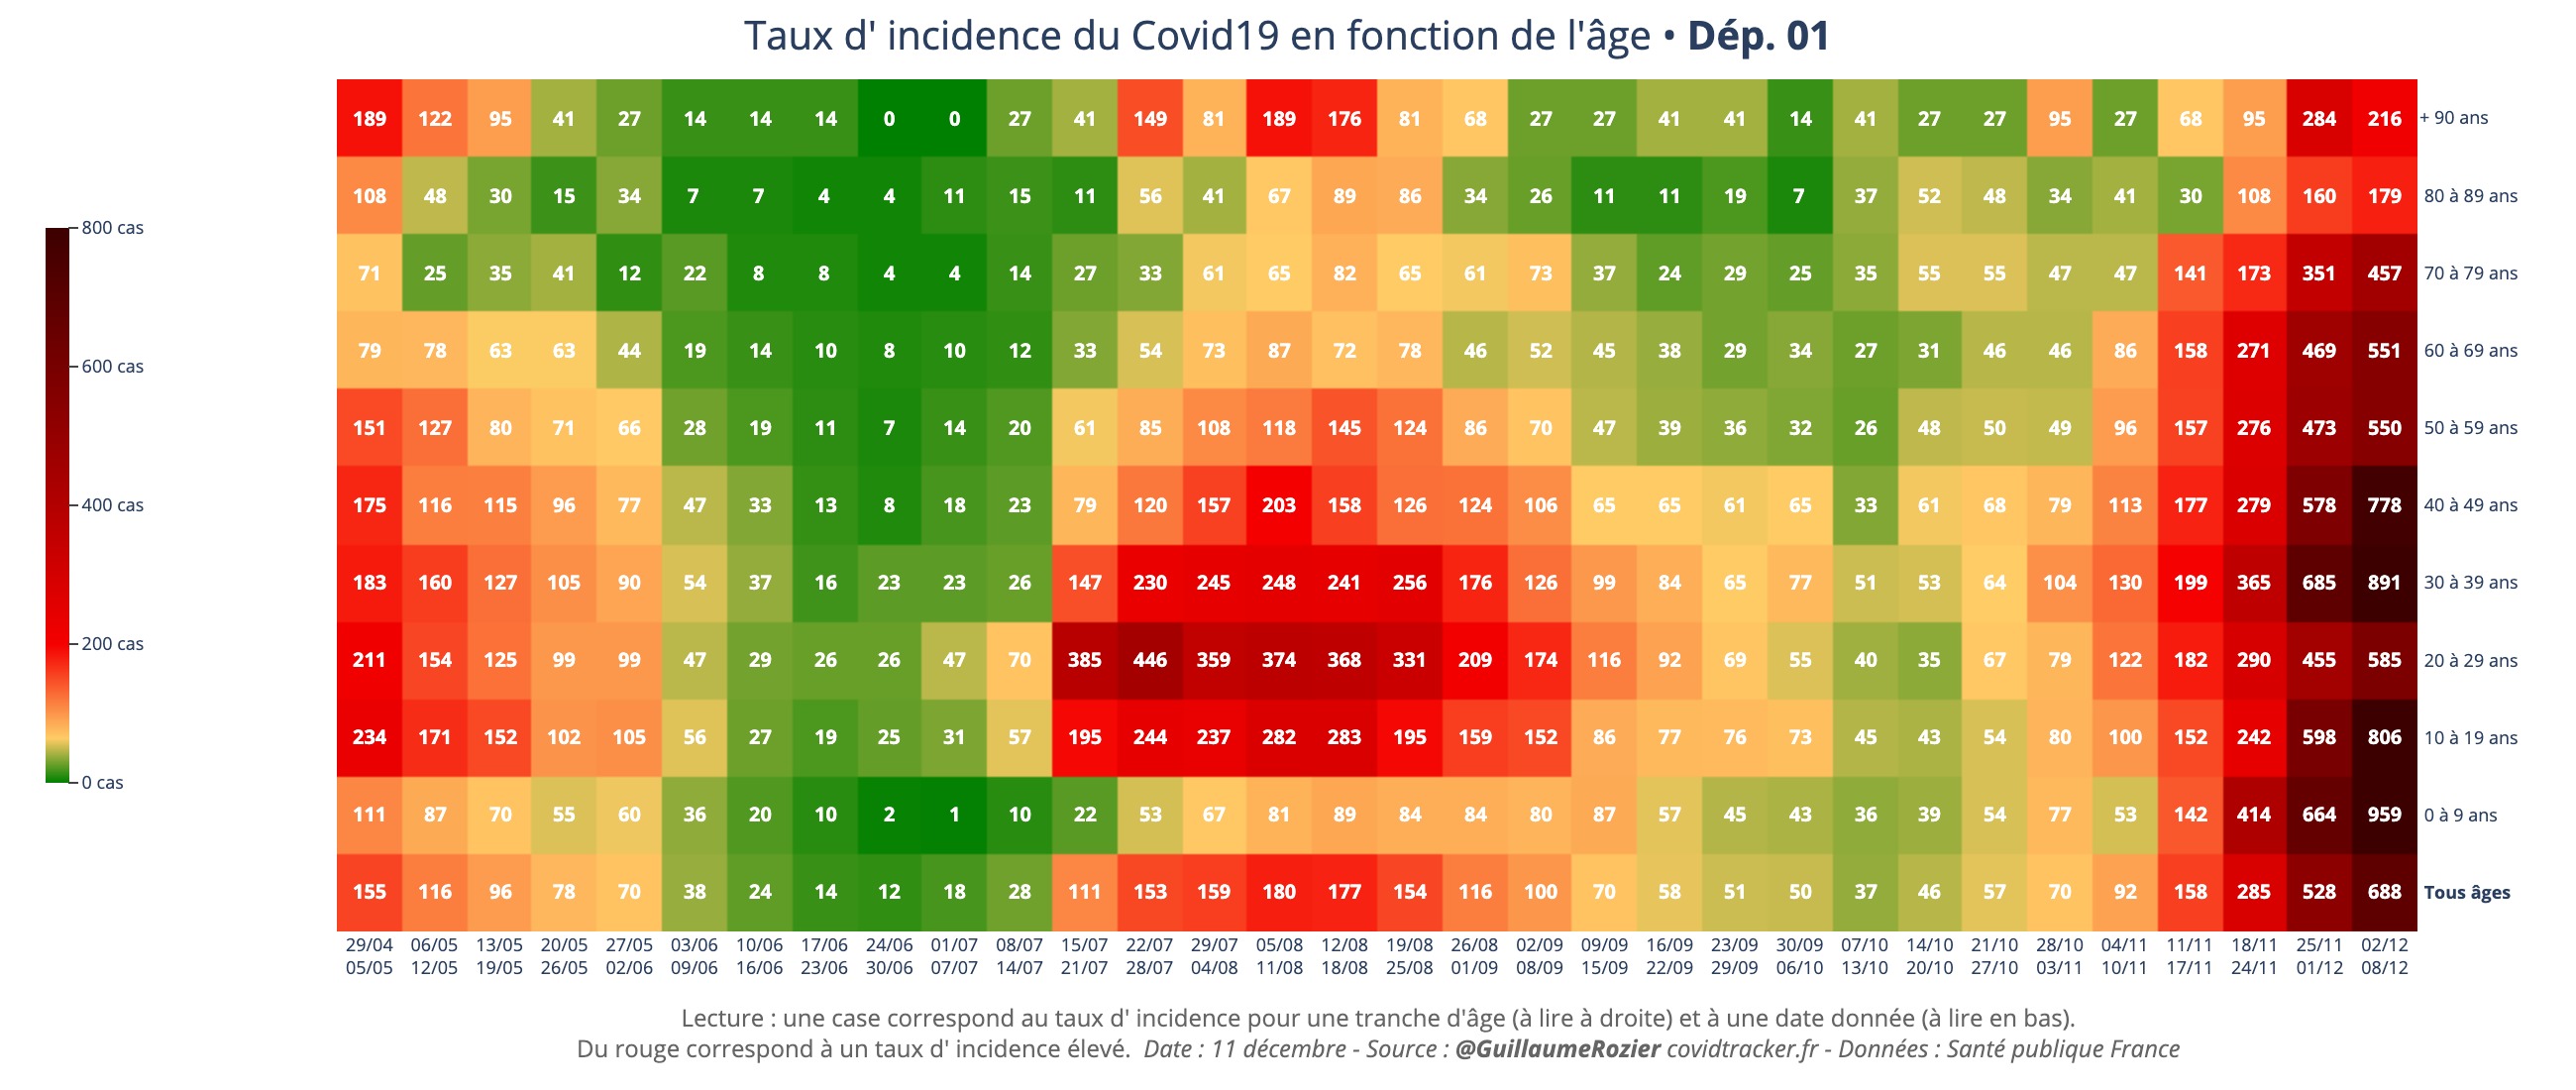 Taux d' incidence du Covid19 en fonction de l'âge • Dép. 01
800 cas
600 cas
400 cas
200 cas
0 cas
189 122 95 41 27 14 14 14 0 0 27 41 149 81 189 176 81 68 27 27 41 41 14 41 27 27 95 27 68 95 284 216 + 90 ans
108 48 30 15 34 7 7 4 4 11 15 11 56 41 67 89 86 34 26 11 11 19 7 37 52 48 34 41 30 108 160 179 80 à 89 ans
71 25 35 41 12 22 8 8 4 4 14 27 33 61 65 82 65 61 73 37 24 29 25 35 55 55 47 47 141 173 351 457 70 à 79 ans
79 78 63 63 44 19 14 10 8 10 12 33 54 73 87 72 78 46 52 45 38 29 34 27 31 46 46 86 158 271 469 551 60 à 69 ans
151 127 80 71 66 28 19 11 7 14 20 61 85 108 118 145 124 86 70 47 39 36 32 26 48 50 49 96 157 276 473 550 50 à 59 ans
175 116 115 96 77 47 33 13 8 18 23 79 120 157 203 158 126 124 106 65 65 61 65 33 61 68 79 113 177 279 578 778 40 à 49 ans
183 160 127 105 90 54 37 16 23 23 26 147 230 245 248 241 256 176 126 99 84 65 77 51 53 64 104 130 199 365 685 891 30 à 39 ans
211 154 125 99 99 47 29 26 26 47 70 385 446 359 374 368 331 209 174 116 92 69 55 40 35 67 79 122 182 290 455 585 20 à 29 ans
234 171 152 102 105 56 27 19 25 31 57 195 244 237 282 283 195 159 152 86 77 76 73 45 43 54 80 100 152 242 598 806 10 à 19 ans
111 87 70 55 60 36 20 10 2 1 10 22 53 67 81 89 84 84 80 87 57 45 43 36 39 54 77 53 142 414 664 959 0 à 9 ans
155 116 96 78 70 38 24 14 12 18 28 111 153 159 180 177 154 116 100 70 58 51 50 37 46 57 70 92 158 285 528 688 Tous âges
29/04 06/05 13/05 20/05 27/05 03/06 10/06 17/06 24/06 01/07 08/07 15/07 22/07 29/07 05/08 12/08 19/08 26/08 02/09 09/09 16/09 23/09 30/09 07/10 14/10 21/10 28/10 04/11 11/11 18/11 25/11 02/12
05/05 12/05 19/05 26/05 02/06 09/06 16/06 23/06 30/06 07/07 14/07 21/07 28/07 04/08 11/08 18/08 25/08 01/09 08/09 15/09 22/09 29/09 06/10 13/10 20/10 27/10 03/11 10/11 17/11 24/11 01/12 08/12
Lecture : une case correspond au taux d' incidence pour une tranche d'âge (à lire à droite) et à une date donnée (à lire en bas).
Du rouge correspond à un taux d' incidence élevé. Date : 11 décembre - Source : @GuillaumeRozier covidtracker.fr - Données : Santé publique France